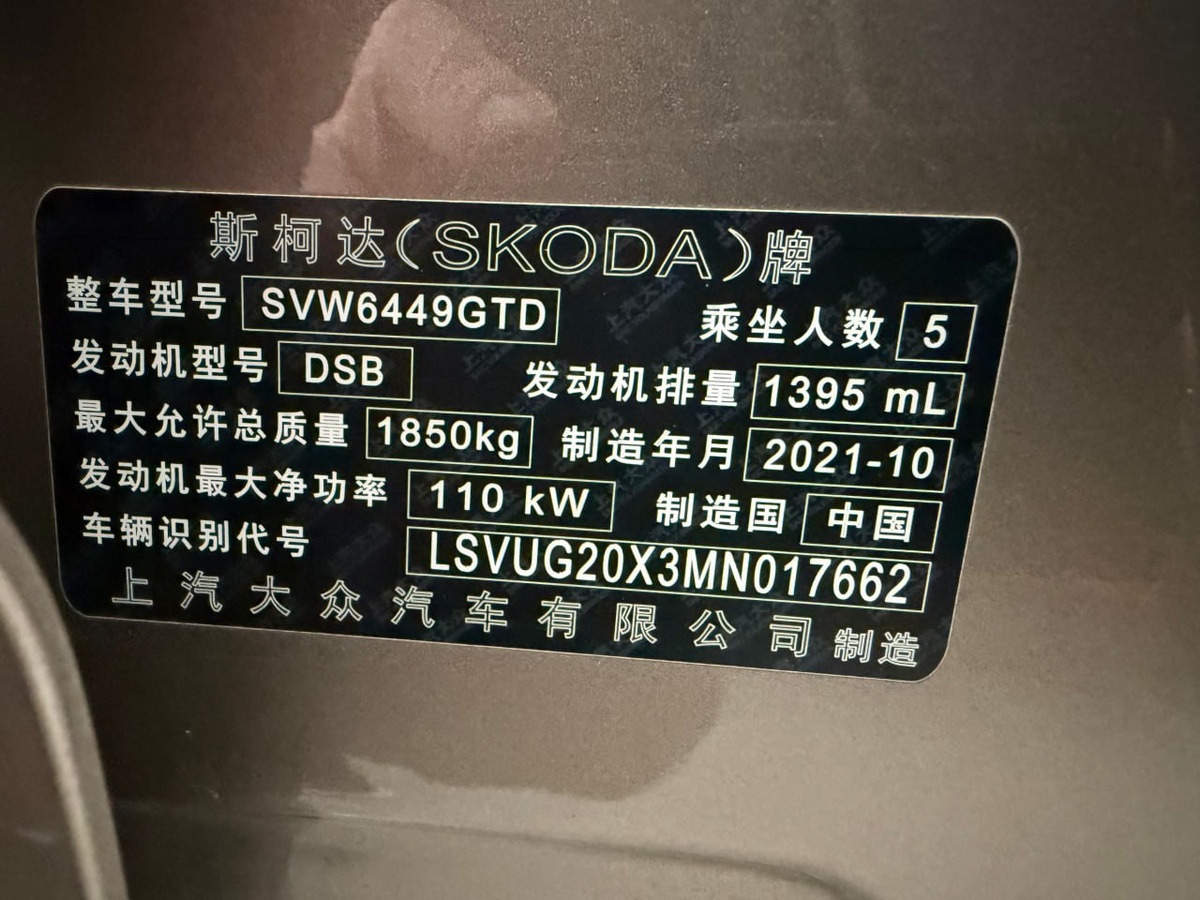 斯柯达(SKODA)牌
整车型号 SVW6449GTD 乘坐人数 5
发动机型号 DSB 发动机排量 1395 mL
最大允许总质量 1850kg 制造年月 2021-10
发动机最大净功率 110 kW 制造国 中国
车辆识别代号 LSVUG20X3MN017662
上汽大众汽车有限公司制造